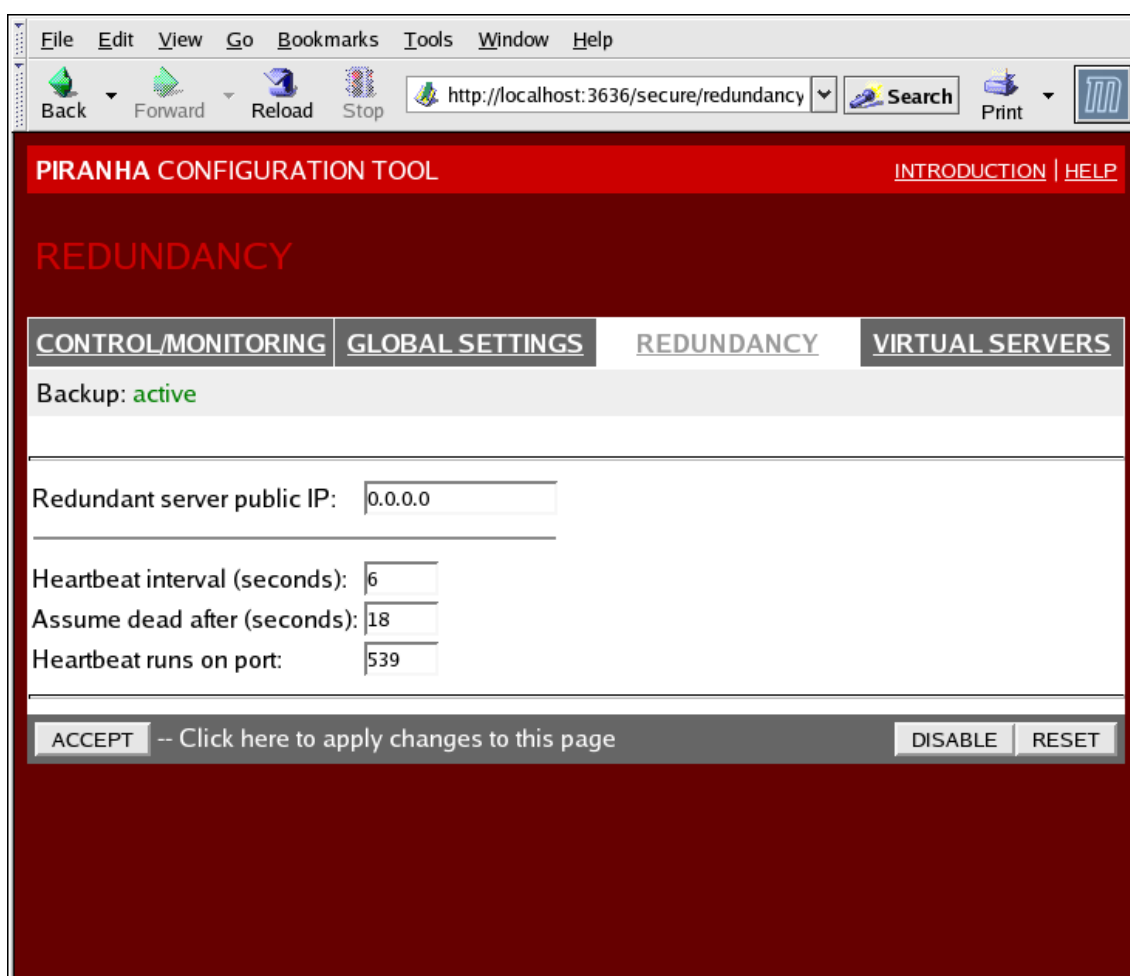 File Edit View Go Bookmarks Tools Window Help
Back Forward Reload Stop http://localhost:3636/secure/redundancy Search Print
PIRANHA CONFIGURATION TOOL INTRODUCTION | HELP
REDUNDANCY
CONTROL/MONITORING GLOBAL SETTINGS REDUNDANCY VIRTUAL SERVERS
Backup: active
Redundant server public IP: 0.0.0.0
Heartbeat interval (seconds): 6
Assume dead after (seconds): 18
Heartbeat runs on port: 539
ACCEPT -- Click here to apply changes to this page DISABLE RESET